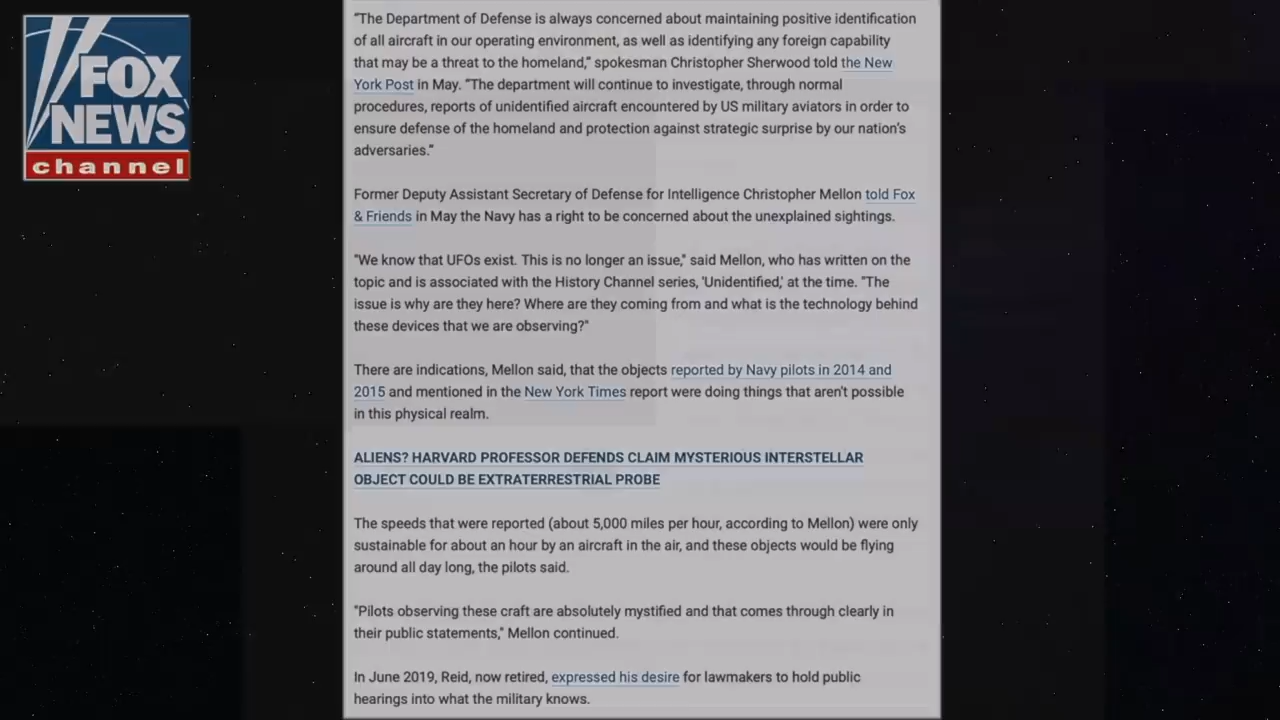 FOX
NEWS
channel
“The Department of Defense is always concerned about maintaining positive identification
of all aircraft in our operating environment, as well as identifying any foreign capability
that may be a threat to the homeland,” spokesman Christopher Sherwood told the New
York Post in May. “The department will continue to investigate, through normal
procedures, reports of unidentified aircraft encountered by US military aviators in order to
ensure defense of the homeland and protection against strategic surprise by our nation’s
adversaries.”
Former Deputy Assistant Secretary of Defense for Intelligence Christopher Mellon told Fox
& Friends in May the Navy has a right to be concerned about the unexplained sightings.
"We know that UFOs exist. This is no longer an issue," said Mellon, who has written on the
topic and is associated with the History Channel series, 'Unidentified,' at the time. "The
issue is why are they here? Where are they coming from and what is the technology behind
these devices that we are observing?"
There are indications, Mellon said, that the objects reported by Navy pilots in 2014 and
2015 and mentioned in the New York Times report were doing things that aren't possible
in this physical realm.
ALIENS? HARVARD PROFESSOR DEFENDS CLAIM MYSTERIOUS INTERSTELLAR
OBJECT COULD BE EXTRATERRESTRIAL PROBE
The speeds that were reported (about 5,000 miles per hour, according to Mellon) were only
sustainable for about an hour by an aircraft in the air, and these objects would be flying
around all day long, the pilots said.
"Pilots observing these craft are absolutely mystified and that comes through clearly in
their public statements," Mellon continued.
In June 2019, Reid, now retired, expressed his desire for lawmakers to hold public
hearings into what the military knows.